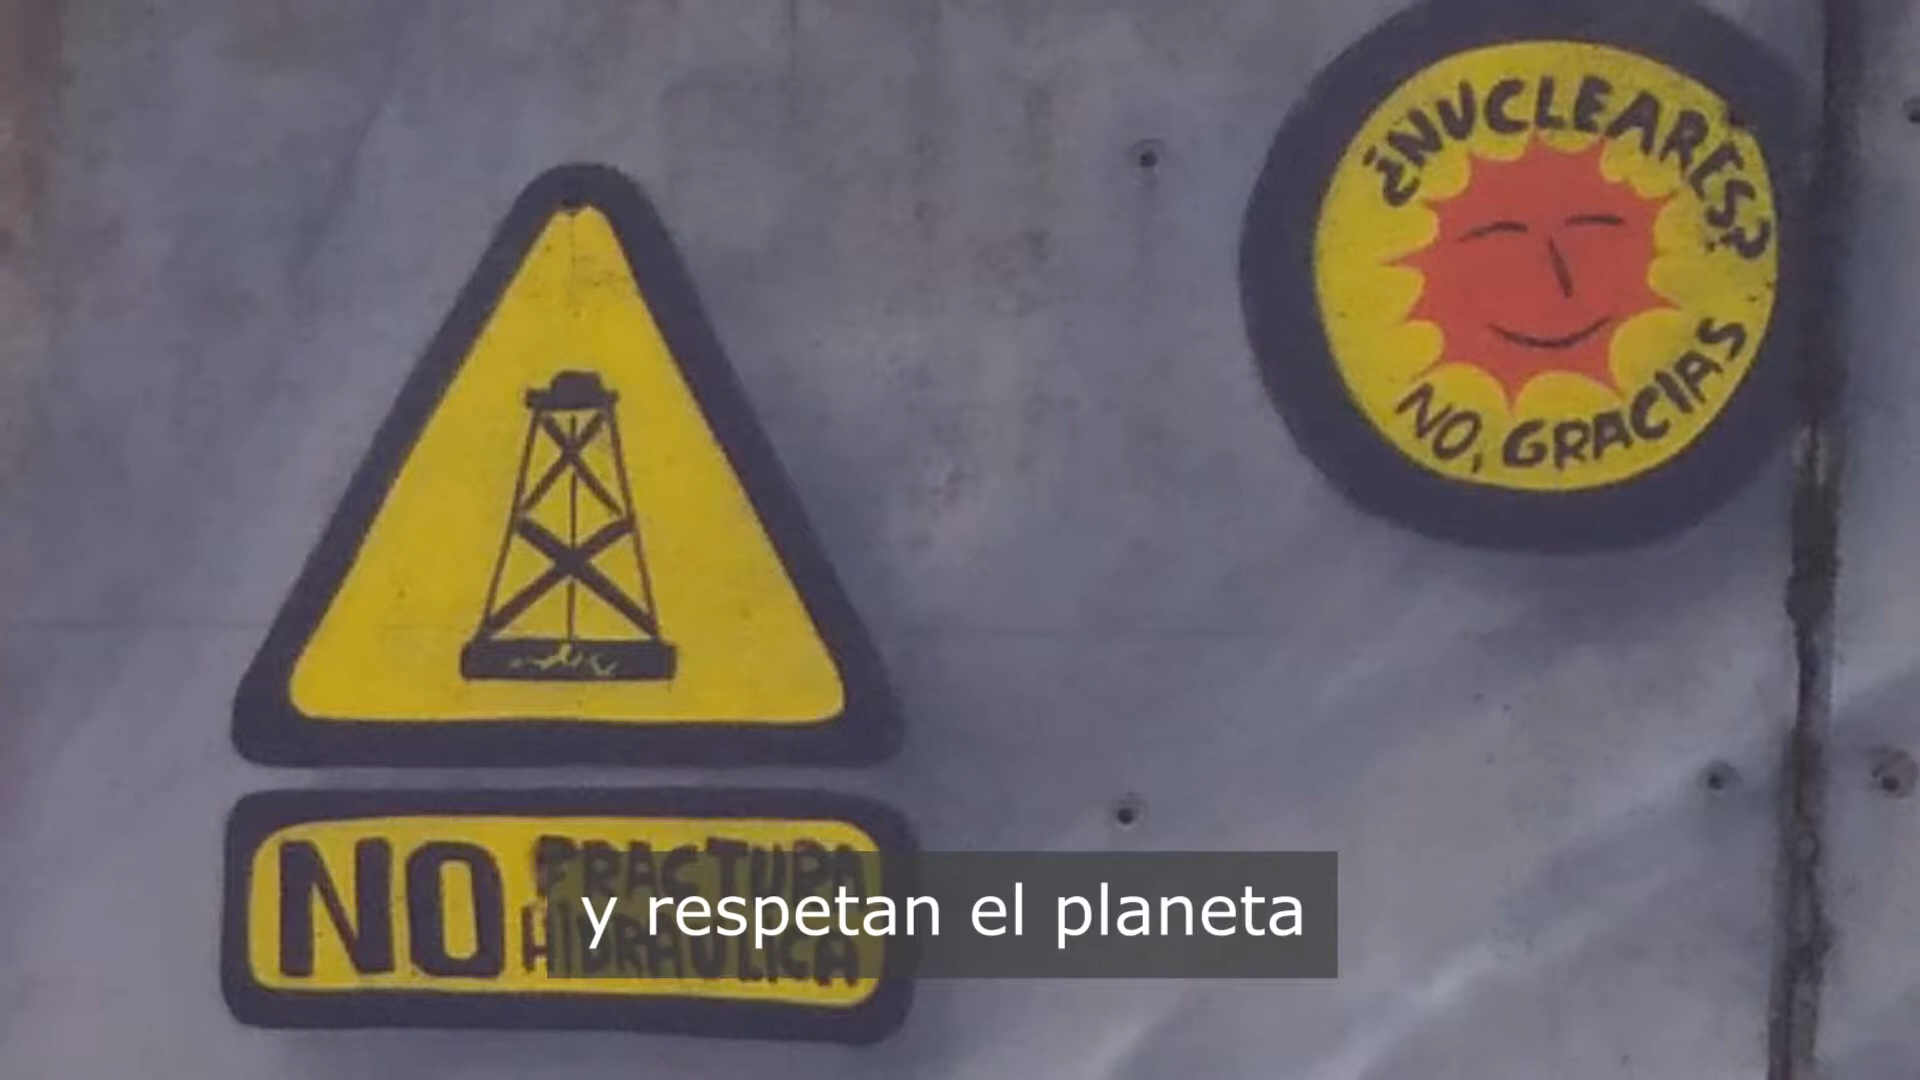 ¿NUCLEARES?
NO, GRACIAS
NO FRACTURA
HIDRAULICA
y respetan el planeta